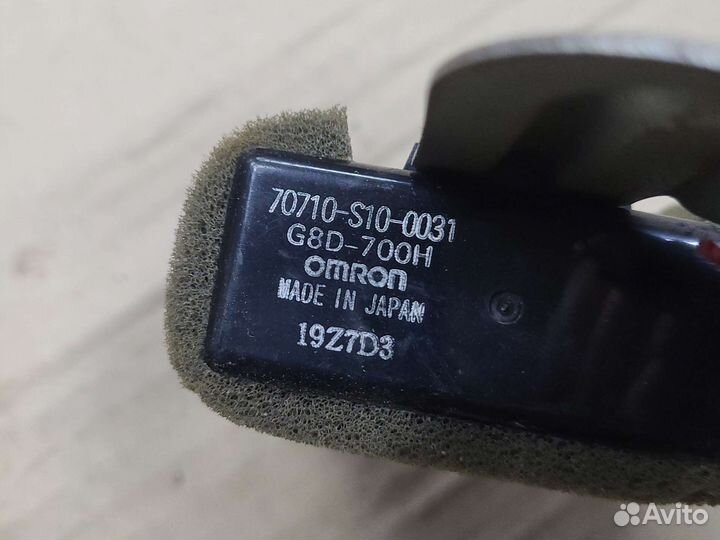 70710-S10-0031
G8D-700H
OMRON
MADE IN JAPAN
19Z7D3
Avito